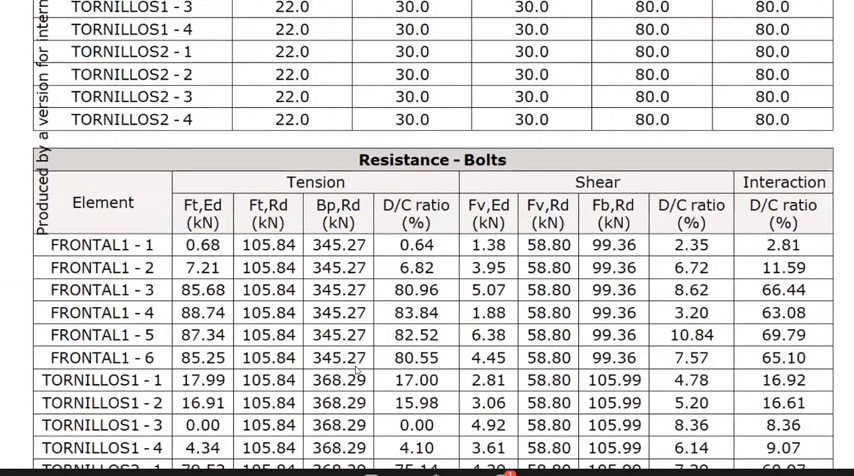 Produced by a version for intern
TORNILLOS1 - 3 22.0 30.0 30.0 80.0 80.0
TORNILLOS1 - 4 22.0 30.0 30.0 80.0 80.0
TORNILLOS2 - 1 22.0 30.0 30.0 80.0 80.0
TORNILLOS2 - 2 22.0 30.0 30.0 80.0 80.0
TORNILLOS2 - 3 22.0 30.0 30.0 80.0 80.0
TORNILLOS2 - 4 22.0 30.0 30.0 80.0 80.0
Resistance - Bolts
Element Tension Shear Interaction
Ft,Ed (kN) Ft,Rd (kN) Bp,Rd (kN) D/C ratio (%) Fv,Ed (kN) Fv,Rd (kN) Fb,Rd (kN) D/C ratio (%) D/C ratio (%)
FRONTAL1 - 1 0.68 105.84 345.27 0.64 1.38 58.80 99.36 2.35 2.81
FRONTAL1 - 2 7.21 105.84 345.27 6.82 3.95 58.80 99.36 6.72 11.59
FRONTAL1 - 3 85.68 105.84 345.27 80.96 5.07 58.80 99.36 8.62 66.44
FRONTAL1 - 4 88.74 105.84 345.27 83.84 1.88 58.80 99.36 3.20 63.08
FRONTAL1 - 5 87.34 105.84 345.27 82.52 6.38 58.80 99.36 10.84 69.79
FRONTAL1 - 6 85.25 105.84 345.27 80.55 4.45 58.80 99.36 7.57 65.10
TORNILLOS1 - 1 17.99 105.84 368.29 17.00 2.81 58.80 105.99 4.78 16.92
TORNILLOS1 - 2 16.91 105.84 368.29 15.98 3.06 58.80 105.99 5.20 16.61
TORNILLOS1 - 3 0.00 105.84 368.29 0.00 4.92 58.80 105.99 8.36 8.36
TORNILLOS1 - 4 4.34 105.84 368.29 4.10 3.61 58.80 105.99 6.14 9.07